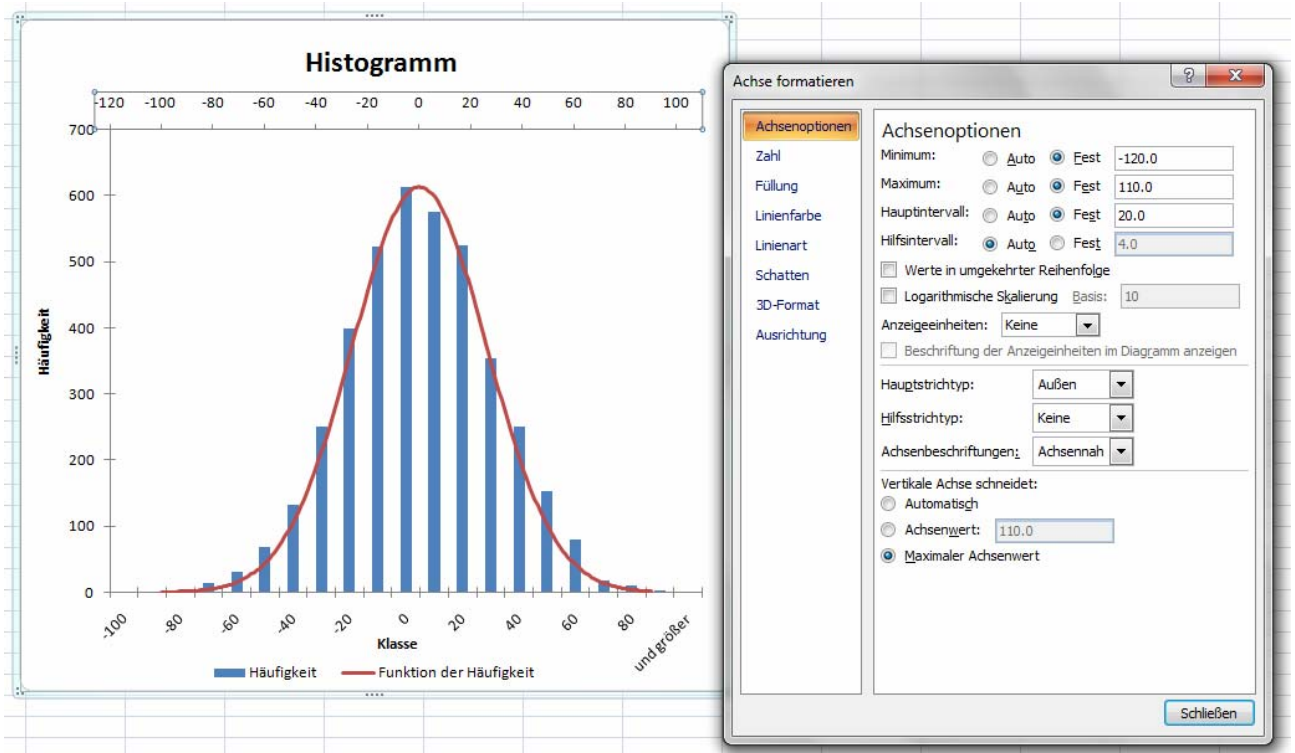 Histogramm
-120 -100 -80 -60 -40 -20 0 20 40 60 80 100
700
600
500
400
300
200
100
0
Häufigkeit
-100 -80 -60 -40 -20 0 20 40 60 80 und größer
Klasse
Häufigkeit Funktion der Häufigkeit
Achse formatieren
?
X
Achsenoptionen
Zahl
Füllung
Linienfarbe
Linienart
Schatten
3D-Format
Ausrichtung
Achsenoptionen
Minimum: Auto Fest -120.0
Maximum: Auto Fest 110.0
Hauptintervall: Auto Fest 20.0
Hilfsintervall: Auto Fest 4.0
Werte in umgekehrter Reihenfolge
Logarithmische Skalierung Basis: 10
Anzeigeeinheiten: Keine
Beschriftung der Anzeigeinheiten im Diagramm anzeigen
Hauptstrichtyp: Außen
Hilfsstrichtyp: Keine
Achsenbeschriftungen: Achsennah
Vertikale Achse schneidet:
Automatisch
Achsenwert: 110.0
Maximaler Achsenwert
Schließen